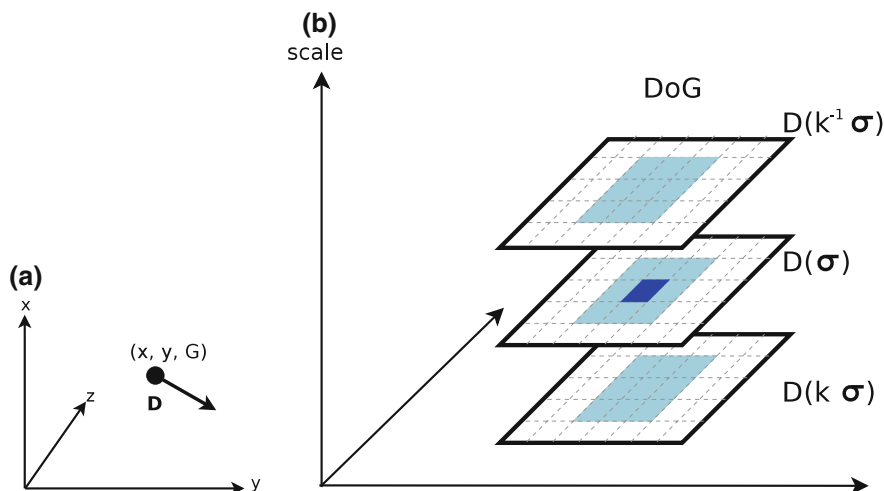 (a)
x
(x, y, G)
z
D
y
(b)
scale
DoG
D(k⁻¹ σ)
D(σ)
D(k σ)